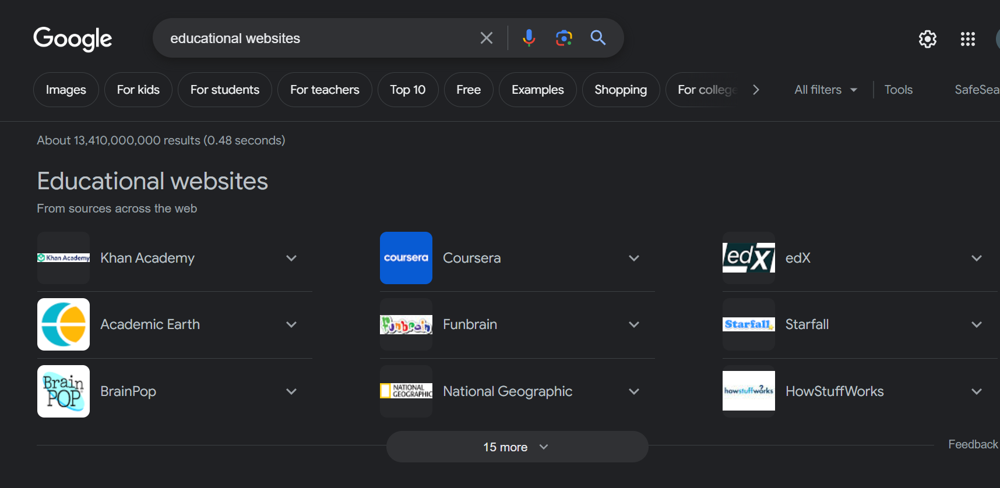 Google
educational websites
Images
For kids
For students
For teachers
Top 10
Free
Examples
Shopping
For college
All filters
Tools
SafeSea
About 13,410,000,000 results (0.48 seconds)
Educational websites
From sources across the web
Khan Academy
Khan Academy
coursera
Coursera
edX
edX
Academic Earth
Funbrain
Funbrain
Starfall
Starfall
Brain POP
BrainPop
NATIONAL GEOGRAPHIC
National Geographic
howstuffworks
HowStuffWorks
15 more
Feedback